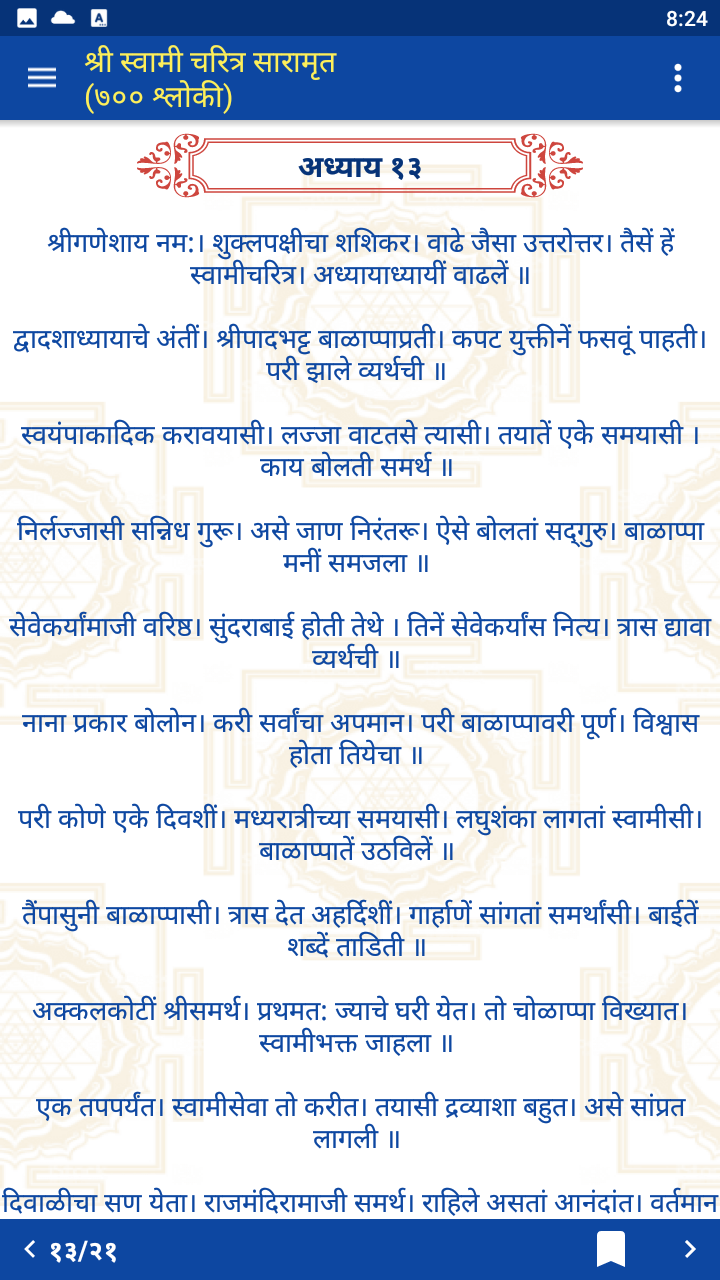 8:24
श्री स्वामी चरित्र सारामृत
(७०० श्लोकी)
अध्याय १३
श्रीगणेशाय नम:। शुक्लपक्षीचा शशिकर। वाढे जैसा उत्तरोत्तर। तैसें हें
स्वामीचरित्र। अध्यायाध्यायीं वाढलें ॥
द्वादशाध्यायाचे अंतीं। श्रीपादभट्ट बाळाप्पाप्रती। कपट युक्तीनें फसवूं पाहती।
परी झाले व्यर्थची ॥
स्वयंपाकादिक करावयासी। लज्जा वाटतसे त्यासी। तयातें एके समयासी ।
काय बोलती समर्थ ॥
निर्लज्जासी सन्निध गुरू। असे जाण निरंतरू। ऐसे बोलतां सद्‌गुरु। बाळाप्पा
मनीं समजला ॥
सेवेकर्यांमाजी वरिष्ठ। सुंदराबाई होती तेथे । तिनें सेवेकर्यांस नित्य। त्रास द्यावा
व्यर्थची ॥
नाना प्रकार बोलोन। करी सर्वांचा अपमान। परी बाळाप्पावरी पूर्ण। विश्वास
होता तियेचा ॥
परी कोणे एके दिवशीं। मध्यरात्रीच्या समयासी। लघुशंका लागतां स्वामीसी।
बाळाप्पातें उठविलें ॥
तैंपासुनी बाळाप्पासी। त्रास देत अहर्दिशीं। गार्हाणें सांगतां समर्थांसी। बाईतें
शब्दें ताडिती ॥
अक्कलकोटीं श्रीसमर्थ। प्रथमत: ज्याचे घरी येत। तो चोळाप्पा विख्यात।
स्वामीभक्त जाहला ॥
एक तपपर्यंत। स्वामीसेवा तो करीत। तयासी द्रव्याशा बहुत। असे सांप्रत
लागली ॥
दिवाळीचा सण येता। राजमंदिरामाजी समर्थ। राहिले असतां आनंदांत। वर्तमान
१३/२१